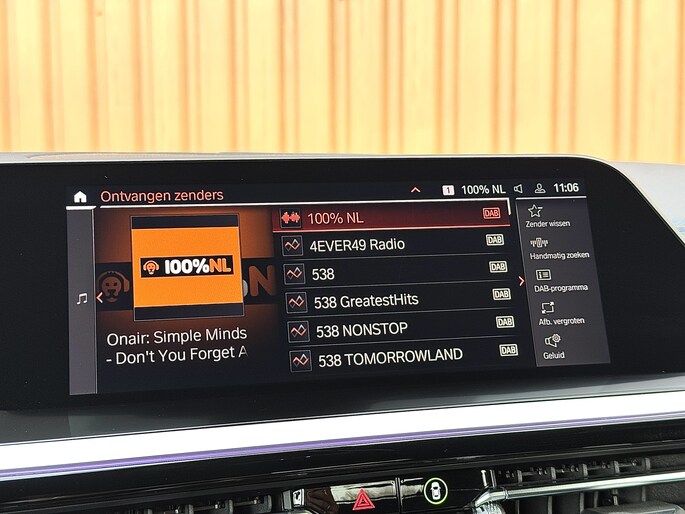 Ontvangen zenders
1 100% NL 11:06
100%NL
Onair: Simple Minds
- Don't You Forget A
100% NL DAB
4EVER49 Radio DAB
538 DAB
538 GreatestHits DAB
538 NONSTOP DAB
538 TOMORROWLAND DAB
Zender wissen
Handmatig zoeken
DAB-programma
Afb. vergroten
Geluid